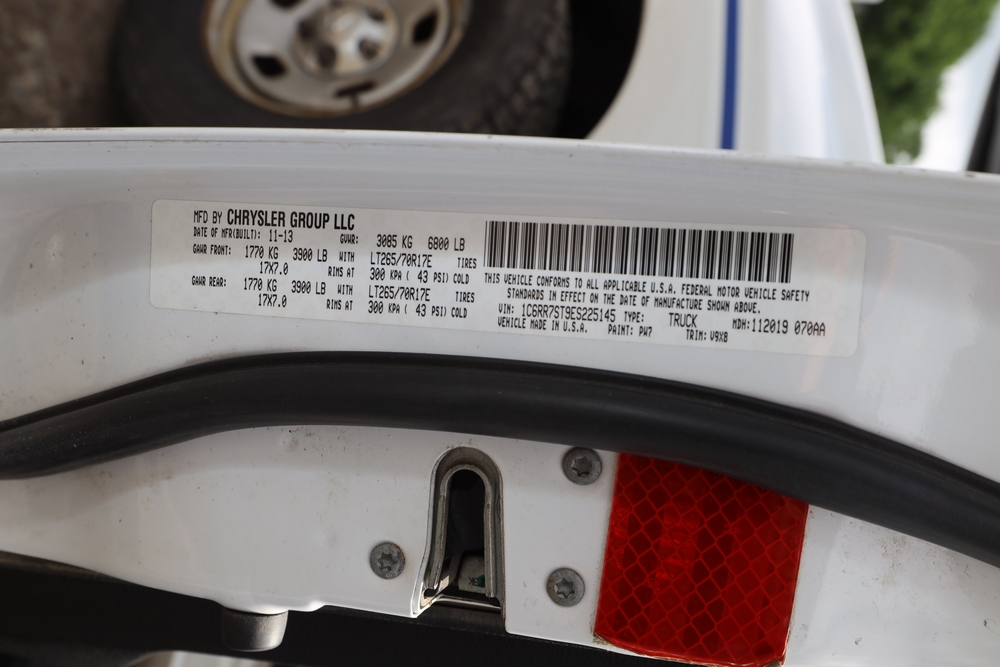 MFD BY CHRYSLER GROUP LLC
DATE OF MFR(BUILT): 11-13 GVWR: 3085 KG 6800 LB
GAWR FRONT: 1770 KG 3900 LB WITH LT265/70R17E TIRES
17X7.0 RIMS AT 300 KPA ( 43 PSI) COLD
GAWR REAR: 1770 KG 3900 LB WITH LT265/70R17E TIRES
17X7.0 RIMS AT 300 KPA ( 43 PSI) COLD
THIS VEHICLE CONFORMS TO ALL APPLICABLE U.S.A. FEDERAL MOTOR VEHICLE SAFETY
STANDARDS IN EFFECT ON THE DATE OF MANUFACTURE SHOWN ABOVE.
VIN: 1C6RR7ST9ES225145 TYPE: TRUCK MDH: 112019 070AA
VEHICLE MADE IN U.S.A. PAINT: PW7 TRIM: V9X8